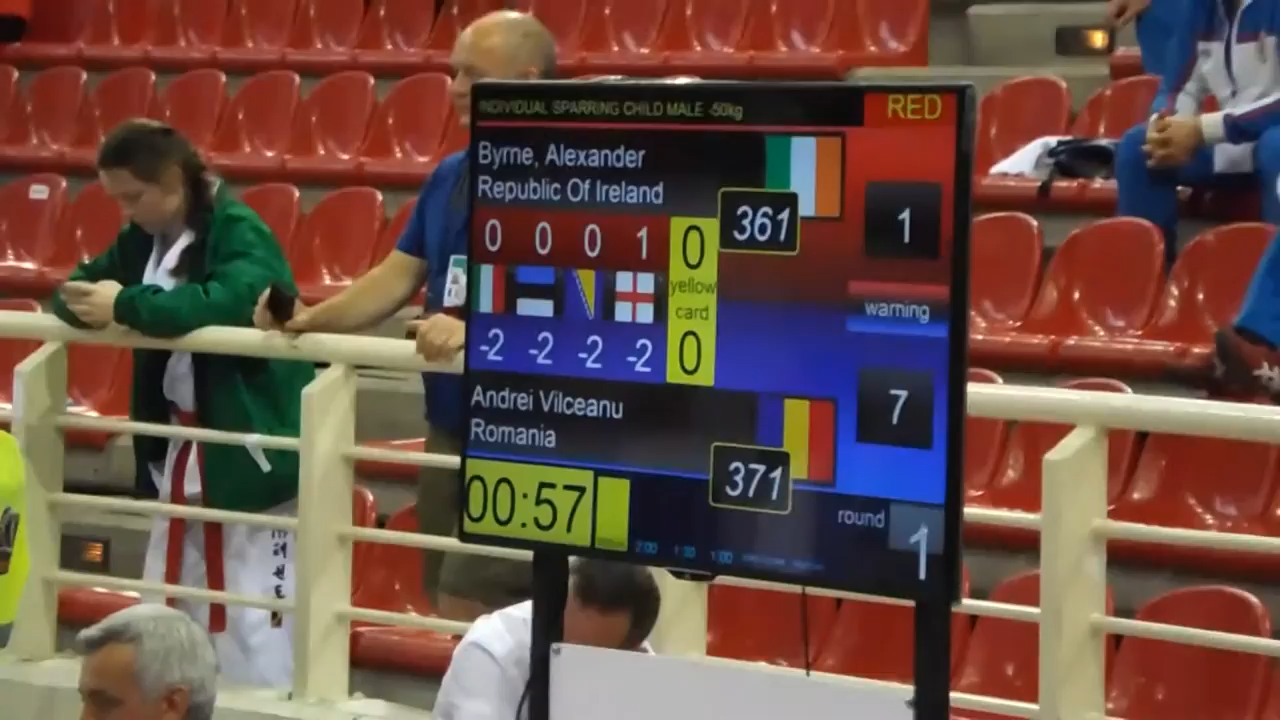 INDIVIDUAL SPARRING CHILD MALE -50kg
RED
Byrne, Alexander
Republic Of Ireland
361
1
0 0 0 1
0
yellow
card
0
warning
-2 -2 -2 -2
Andrei Vilceanu
Romania
371
7
00:57
2:00 1:30 1:00
round
1